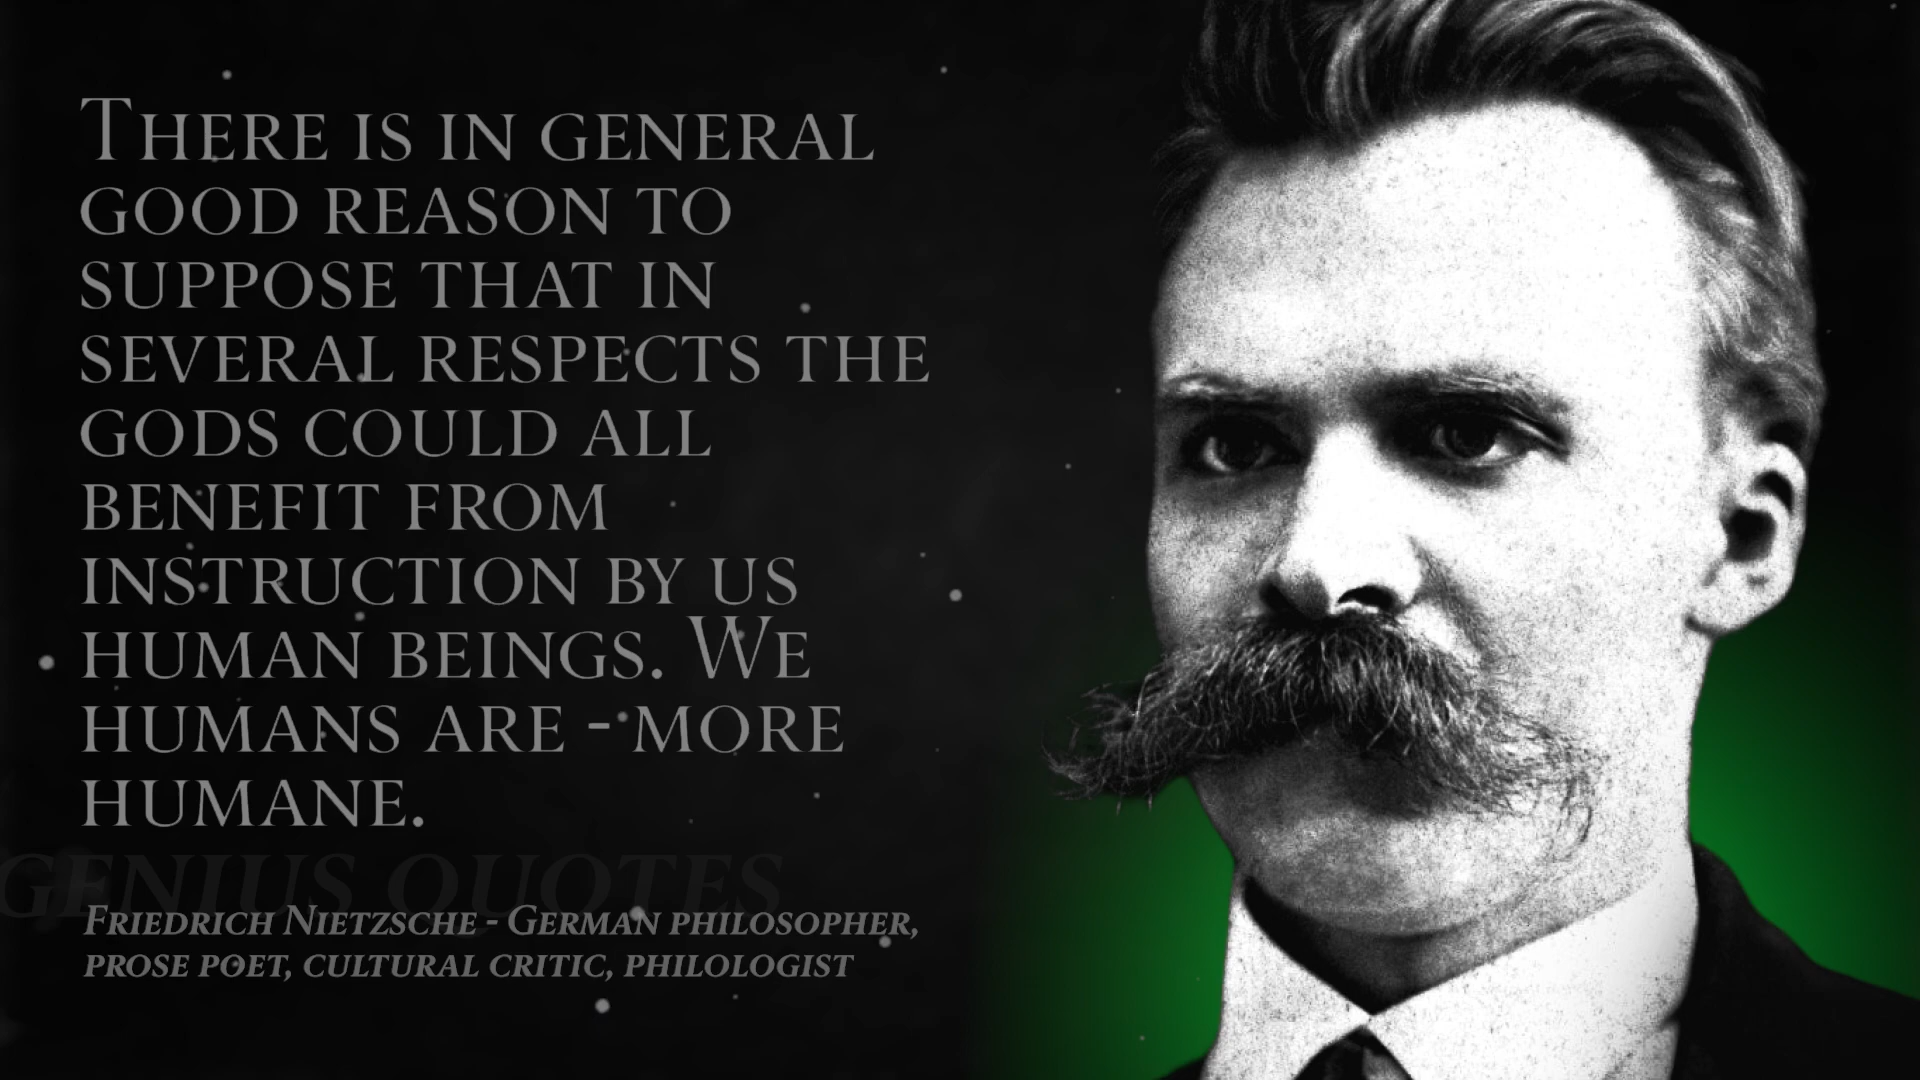 There is in general
good reason to
suppose that in
several respects the
gods could all
benefit from
instruction by us
human beings. We
humans are - more
humane.
GENIUS QUOTES
Friedrich Nietzsche - German philosopher,
prose poet, cultural critic, philologist